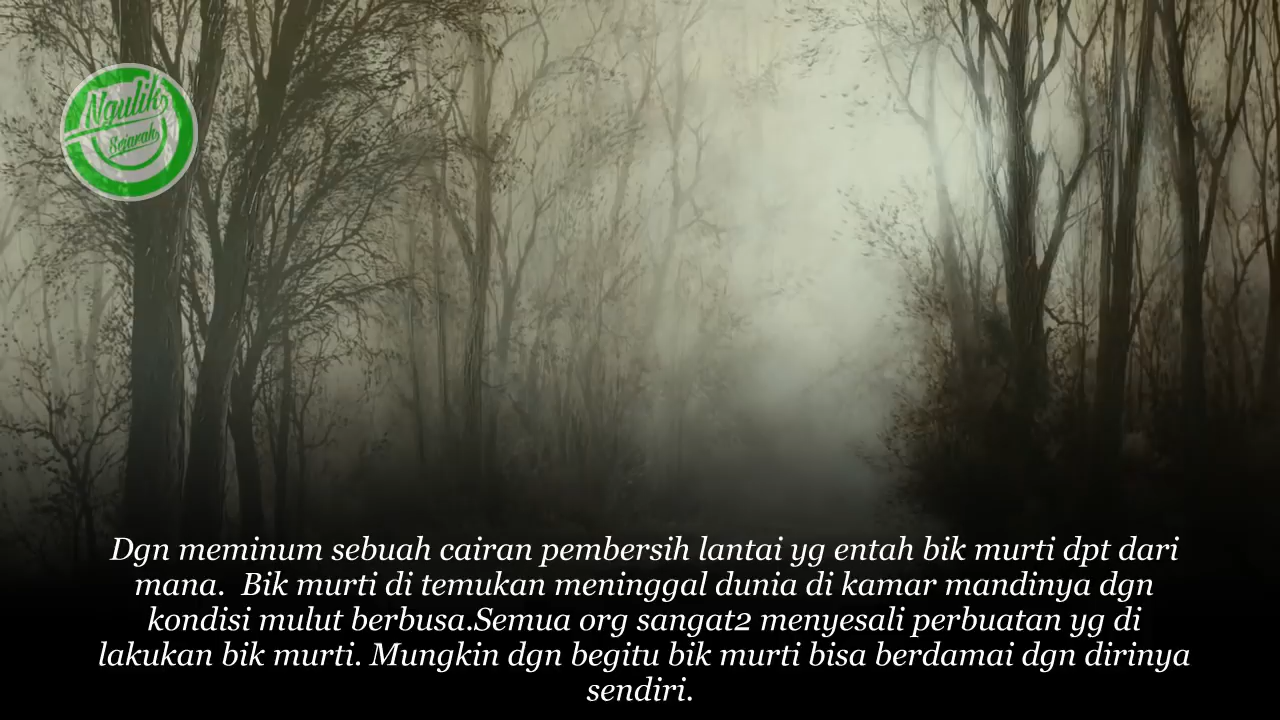 Ngulik
Sejarah
Dgn meminum sebuah cairan pembersih lantai yg entah bik murti dpt dari
mana.  Bik murti di temukan meninggal dunia di kamar mandinya dgn
kondisi mulut berbusa.Semua org sangat2 menyesali perbuatan yg di
lakukan bik murti. Mungkin dgn begitu bik murti bisa berdamai dgn dirinya
sendiri.